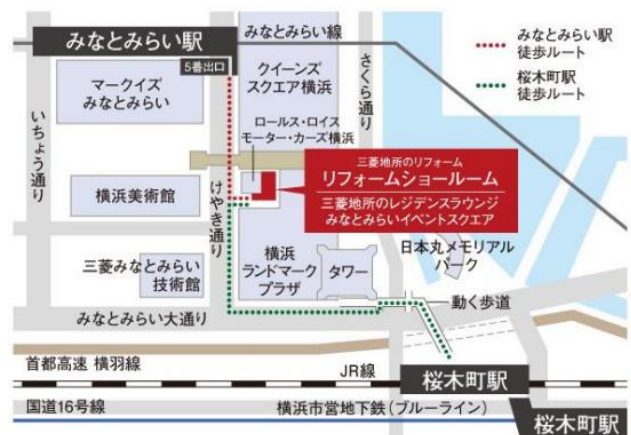 みなとみらい駅
5番出口
みなとみらい線
みなとみらい駅
徒歩ルート
桜木町駅
徒歩ルート
マークイズ
みなとみらい
クイーンズ
スクエア横浜
さくら通り
いちょう通り
ロールス・ロイス
モーター・カーズ横浜
三菱地所のリフォーム
リフォームショールーム
三菱地所のレジデンスラウンジ
みなとみらいイベントスクエア
横浜美術館
けやき通り
三菱みなとみらい
技術館
横浜
ランドマーク
プラザ
タワー
日本丸メモリアル
パーク
動く歩道
みなとみらい大通り
首都高速 横羽線
JR線
桜木町駅
国道16号線
横浜市営地下鉄(ブルーライン)
桜木町駅